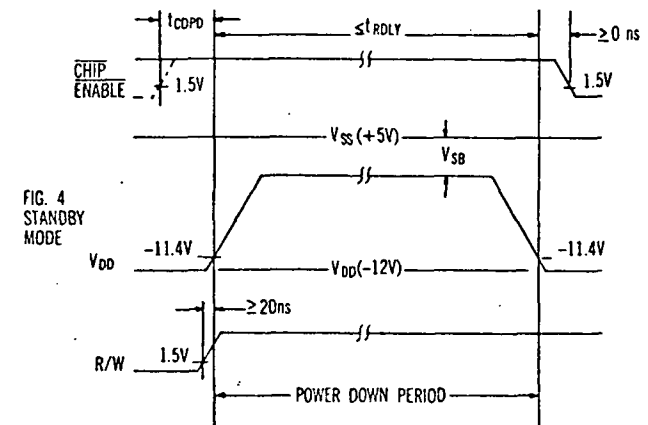 tCDPD
≤tRDLY
≥0 ns
CHIP
ENABLE
1.5V
1.5V
VSS(+5V)
VSB
FIG. 4
STANDBY
MODE
-11.4V
-11.4V
VDD
VDD(-12V)
≥20ns
1.5V
R/W
POWER DOWN PERIOD